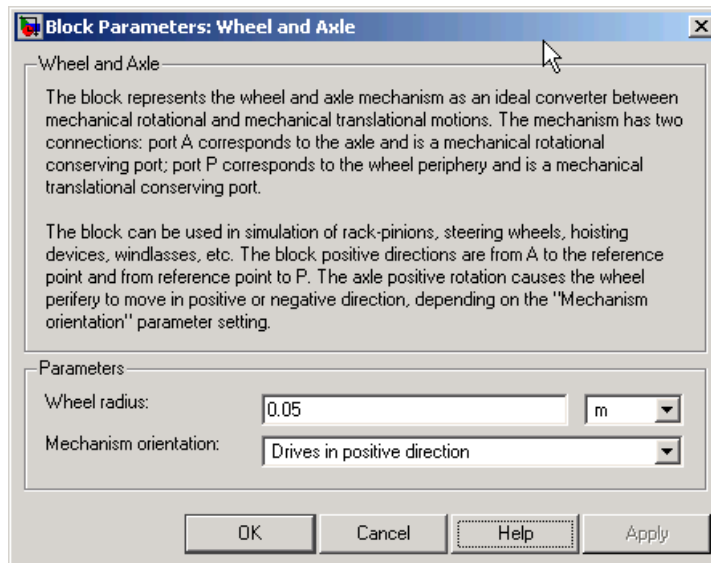 Block Parameters: Wheel and Axle
Wheel and Axle
The block represents the wheel and axle mechanism as an ideal converter between
mechanical rotational and mechanical translational motions. The mechanism has two
connections: port A corresponds to the axle and is a mechanical rotational
conserving port; port P corresponds to the wheel periphery and is a mechanical
translational conserving port.
The block can be used in simulation of rack-pinions, steering wheels, hoisting
devices, windlasses, etc. The block positive directions are from A to the reference
point and from reference point to P. The axle positive rotation causes the wheel
perifery to move in positive or negative direction, depending on the "Mechanism
orientation" parameter setting.
Parameters
Wheel radius: 0.05 m
Mechanism orientation: Drives in positive direction
OK Cancel Help Apply